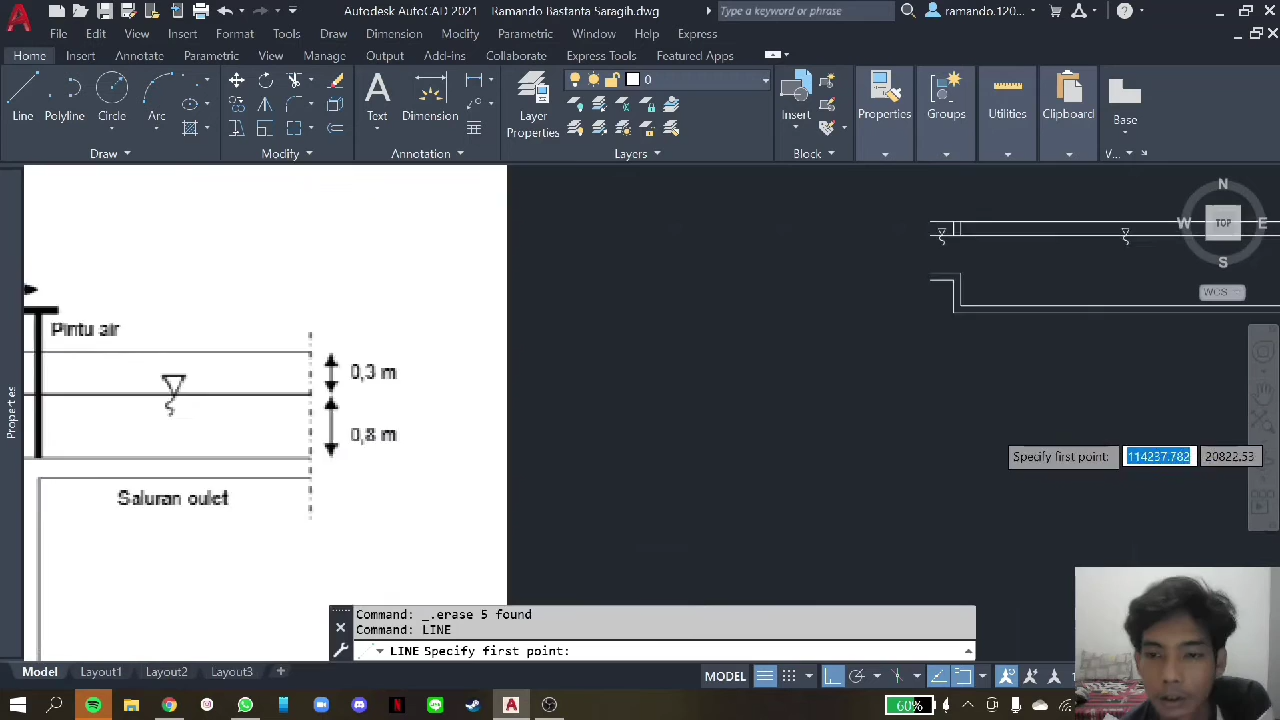 Autodesk AutoCAD 2021 Ramando Bastanta Saragih.dwg
Type a keyword or phrase
ramando.120...
File Edit View Insert Format Tools Draw Dimension Modify Parametric Window Help Express
Home Insert Annotate Parametric View Manage Output Add-ins Collaborate Express Tools Featured Apps
0
Line Polyline Circle Arc
Text Dimension
Layer Properties
Insert
Properties
Groups
Utilities
Clipboard
Base
Draw Modify Annotation Layers Block V...
N
W TOP E
S
WCS
Properties
Pintu air
0,3 m
0,8 m
Saluran oulet
Specify first point: 114237.782 20822.53
Command: _.erase 5 found
Command: LINE
LINE Specify first point:
Model Layout1 Layout2 Layout3
MODEL
60%